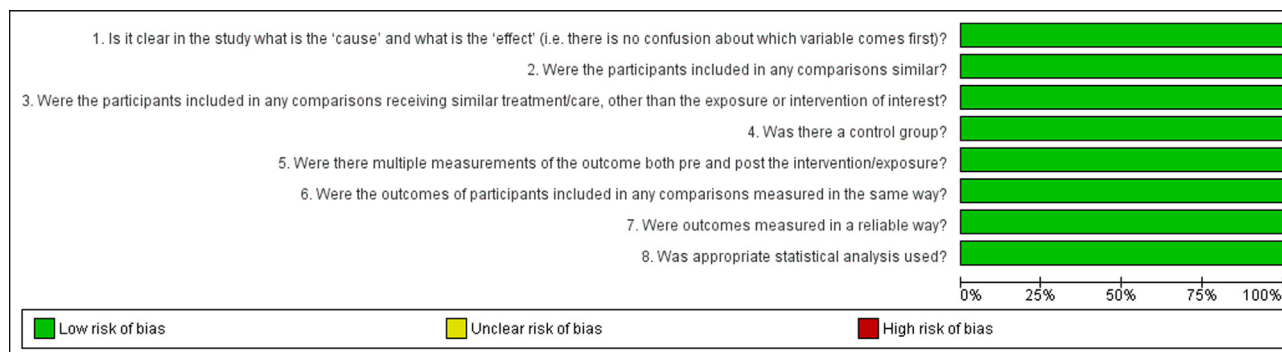 1. Is it clear in the study what is the ‘cause’ and what is the ‘effect’ (i.e. there is no confusion about which variable comes first)?
2. Were the participants included in any comparisons similar?
3. Were the participants included in any comparisons receiving similar treatment/care, other than the exposure or intervention of interest?
4. Was there a control group?
5. Were there multiple measurements of the outcome both pre and post the intervention/exposure?
6. Were the outcomes of participants included in any comparisons measured in the same way?
7. Were outcomes measured in a reliable way?
8. Was appropriate statistical analysis used?
0% 25% 50% 75% 100%
Low risk of bias Unclear risk of bias High risk of bias